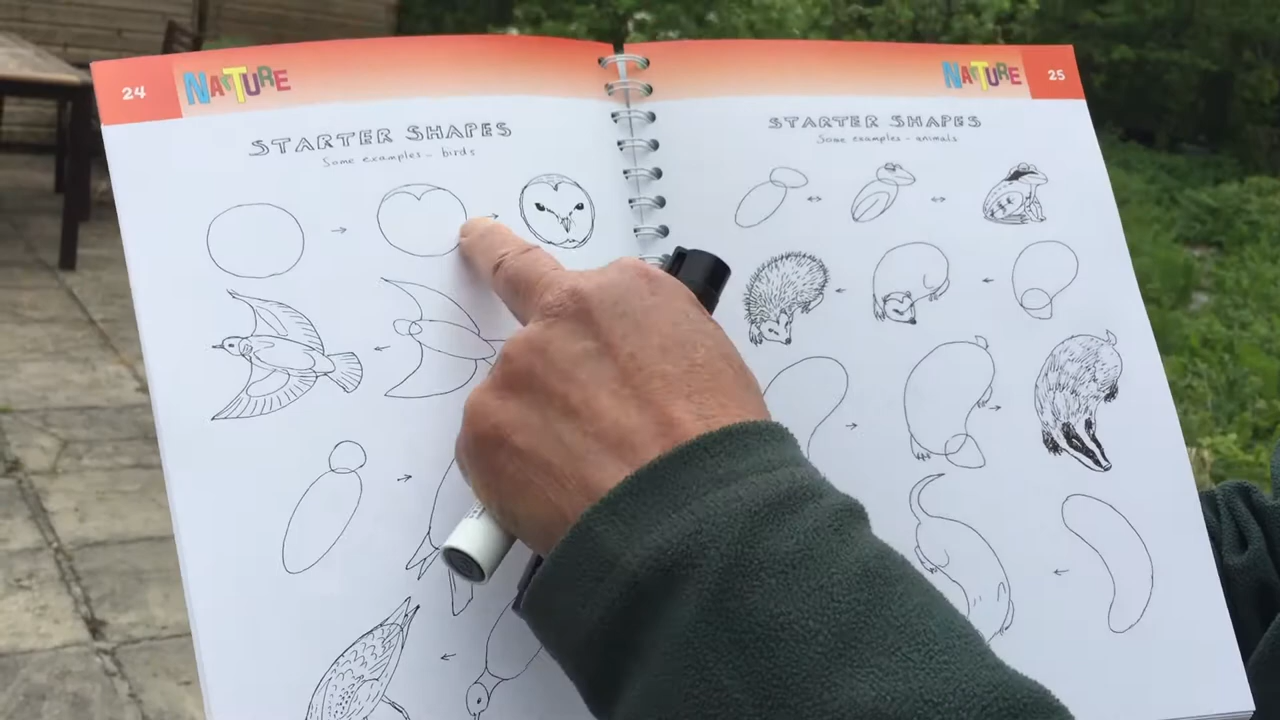 24
NATURE
STARTER SHAPES
Some examples - birds
NATURE
25
STARTER SHAPES
Some examples - animals